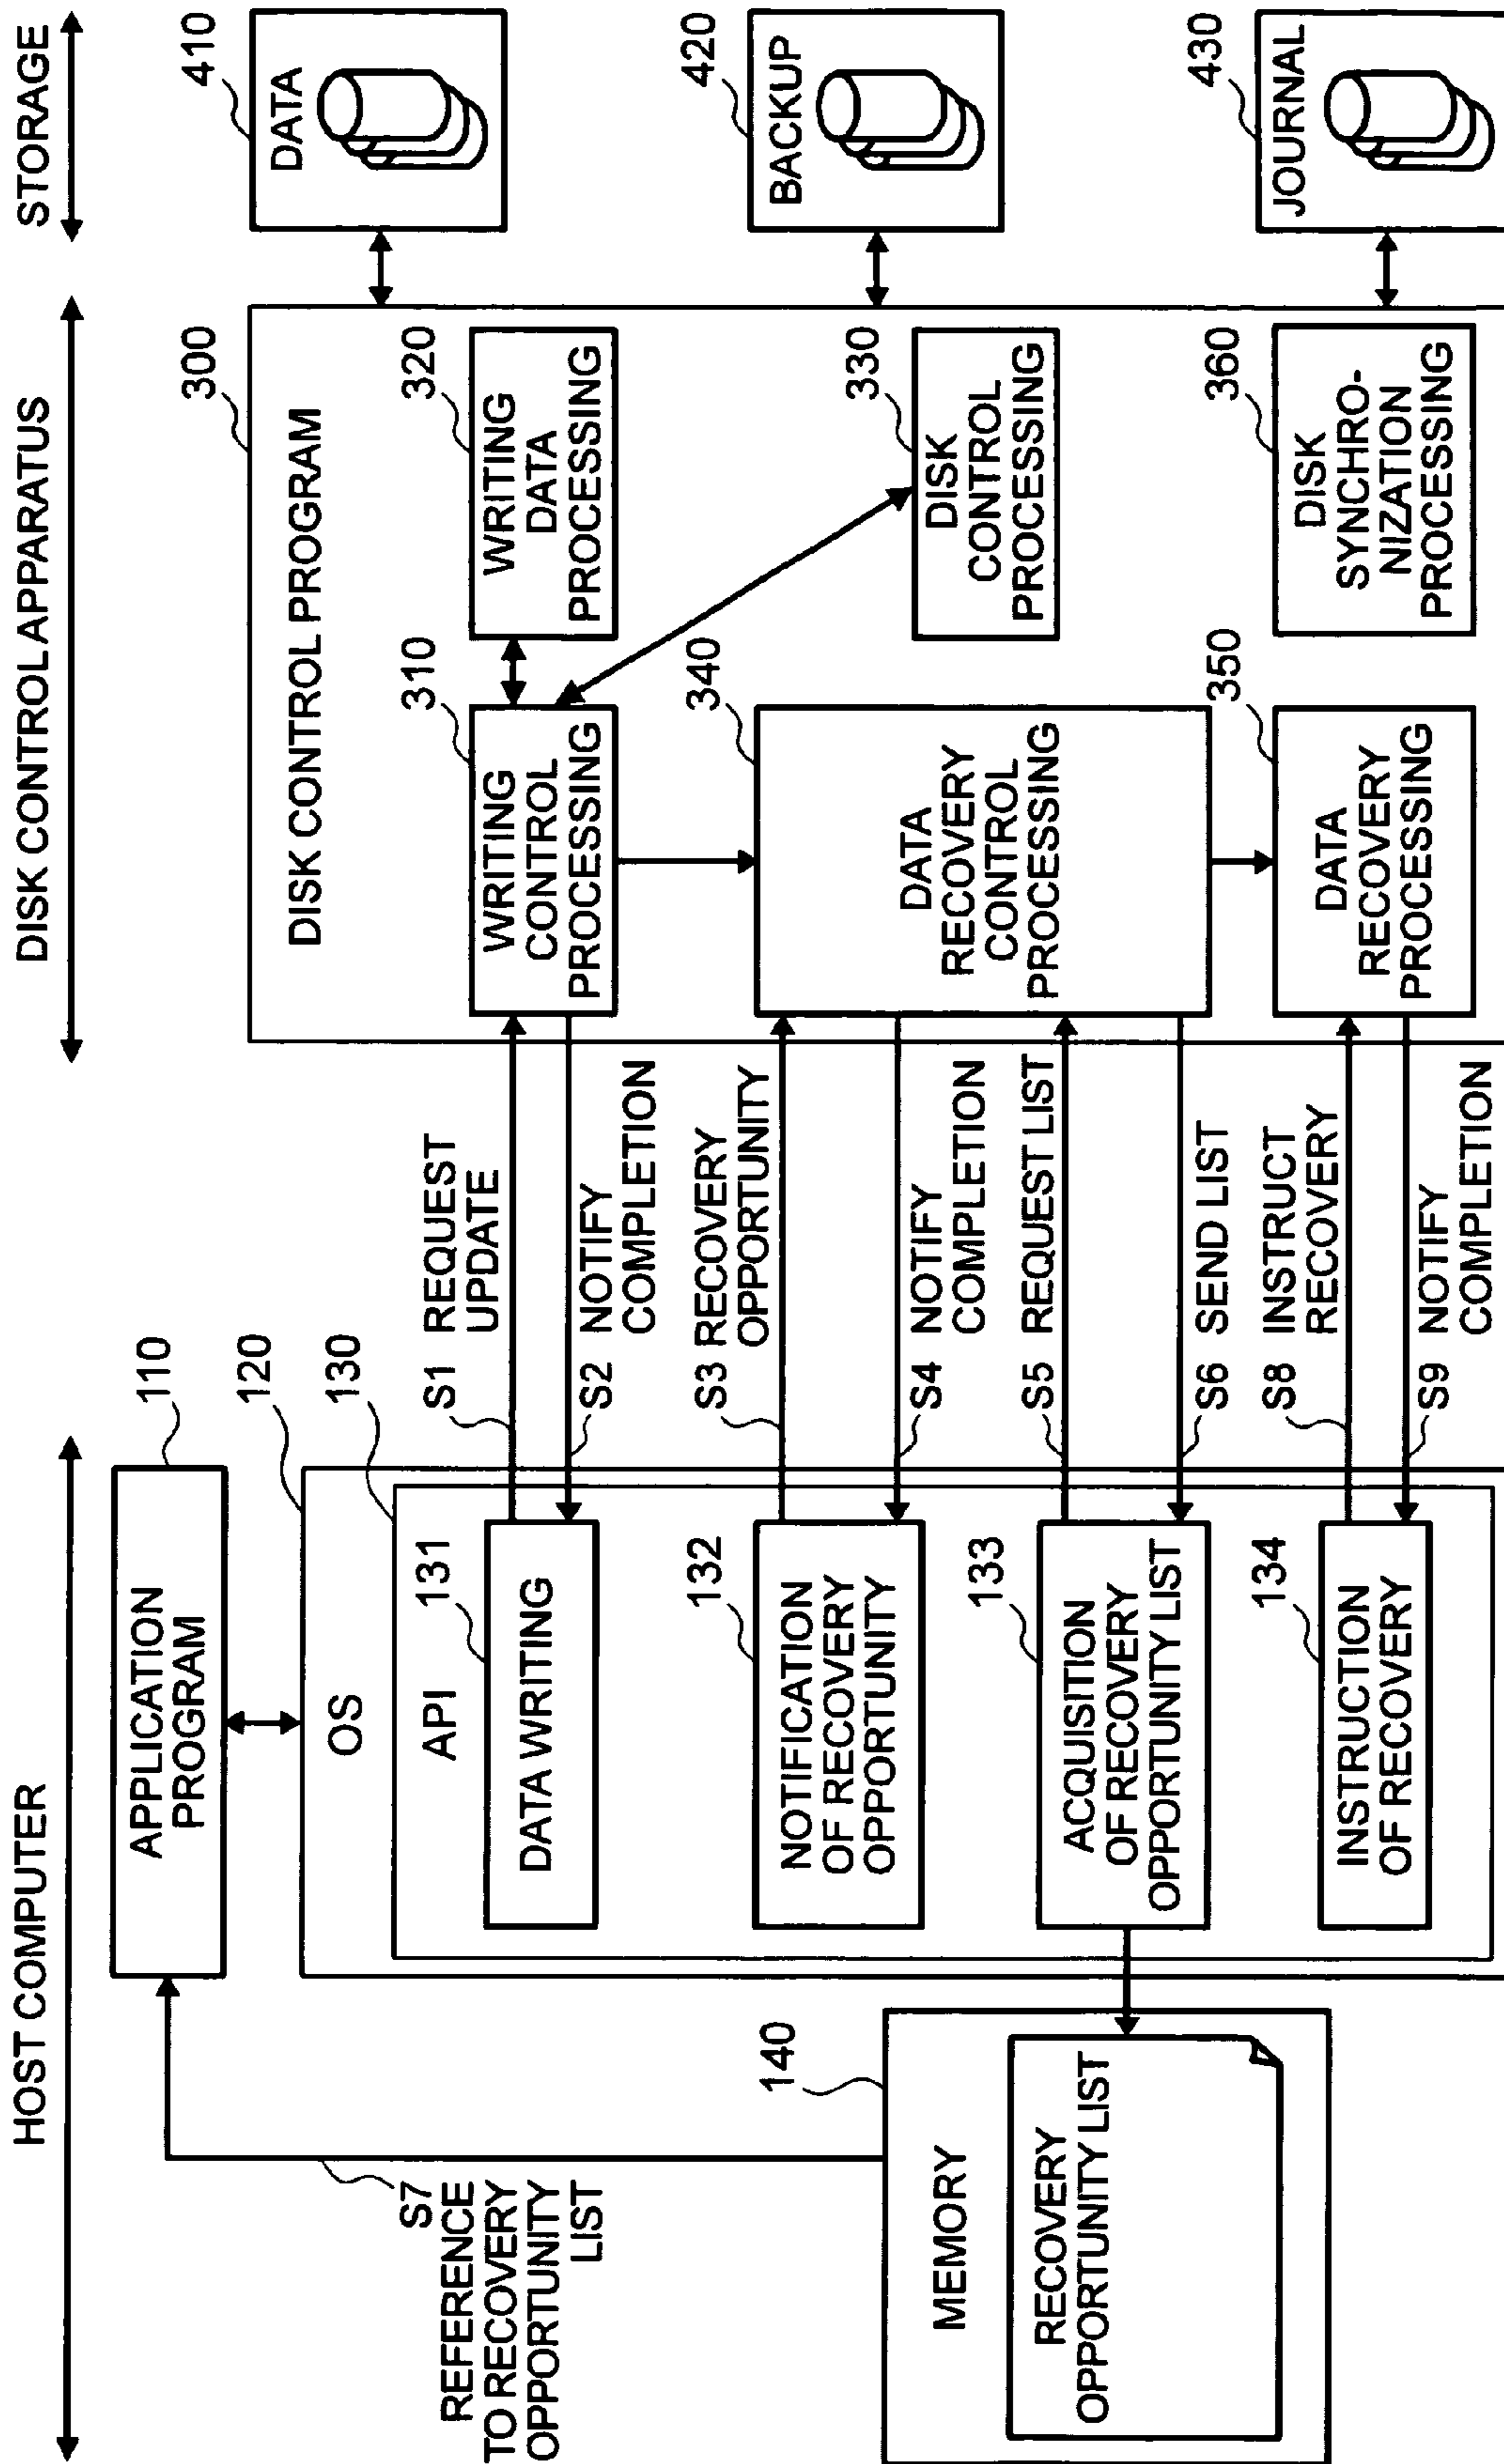 HOST COMPUTER
DISK CONTROL APPARATUS
STORAGE
S7
REFERENCE
TO RECOVERY
OPPORTUNITY
LIST
140
MEMORY
RECOVERY
OPPORTUNITY LIST
110
APPLICATION
PROGRAM
120
OS
130
API
131
DATA WRITING
132
NOTIFICATION
OF RECOVERY
OPPORTUNITY
133
ACQUISITION
OF RECOVERY
OPPORTUNITY LIST
134
INSTRUCTION
OF RECOVERY
S1 REQUEST
UPDATE
S2 NOTIFY
COMPLETION
S3 RECOVERY
OPPORTUNITY
S4 NOTIFY
COMPLETION
S5 REQUEST LIST
S6 SEND LIST
S8 INSTRUCT
RECOVERY
S9 NOTIFY
COMPLETION
300
DISK CONTROL PROGRAM
310
WRITING
CONTROL
PROCESSING
320
WRITING
DATA
PROCESSING
330
DISK
CONTROL
PROCESSING
340
DATA
RECOVERY
CONTROL
PROCESSING
350
DATA
RECOVERY
PROCESSING
360
DISK
SYNCHRO-
NIZATION
PROCESSING
410
DATA
420
BACKUP
430
JOURNAL